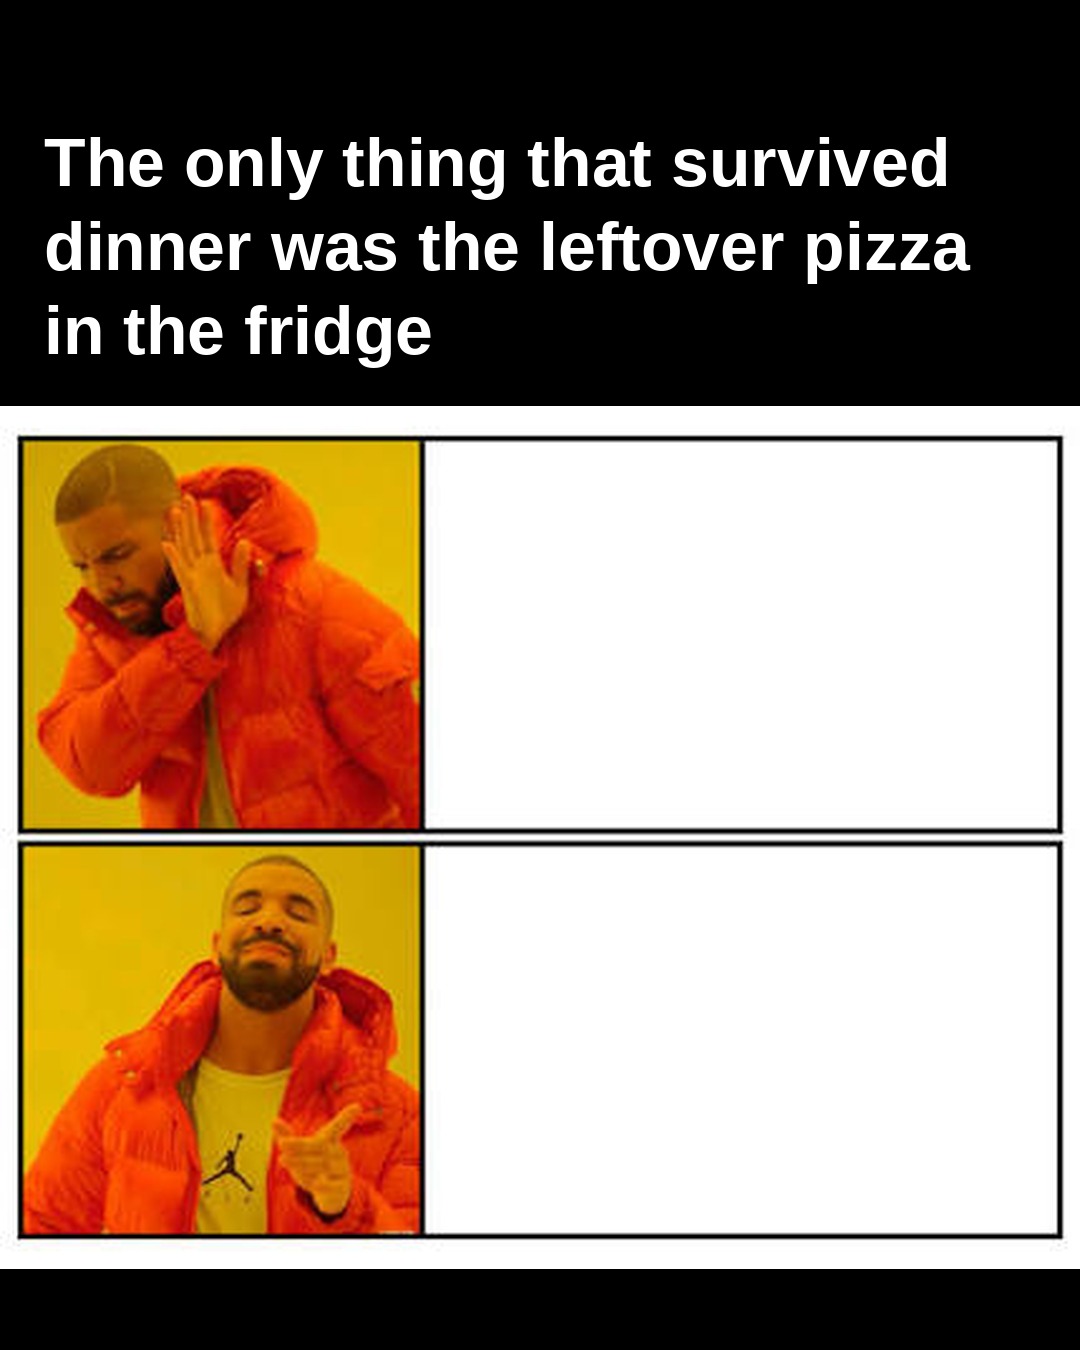 The only thing that survived
dinner was the leftover pizza
in the fridge